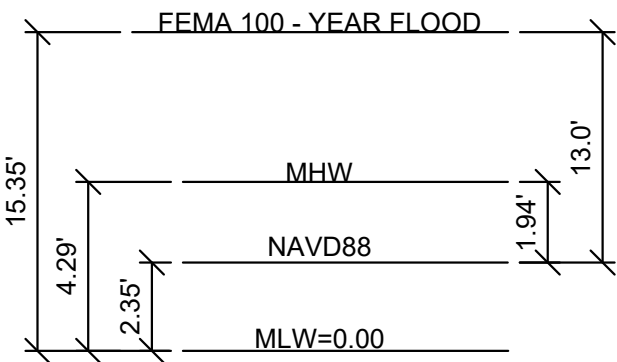 FEMA 100 - YEAR FLOOD
15.35'
13.0'
MHW
4.29'
1.94'
NAVD88
2.35'
MLW=0.00